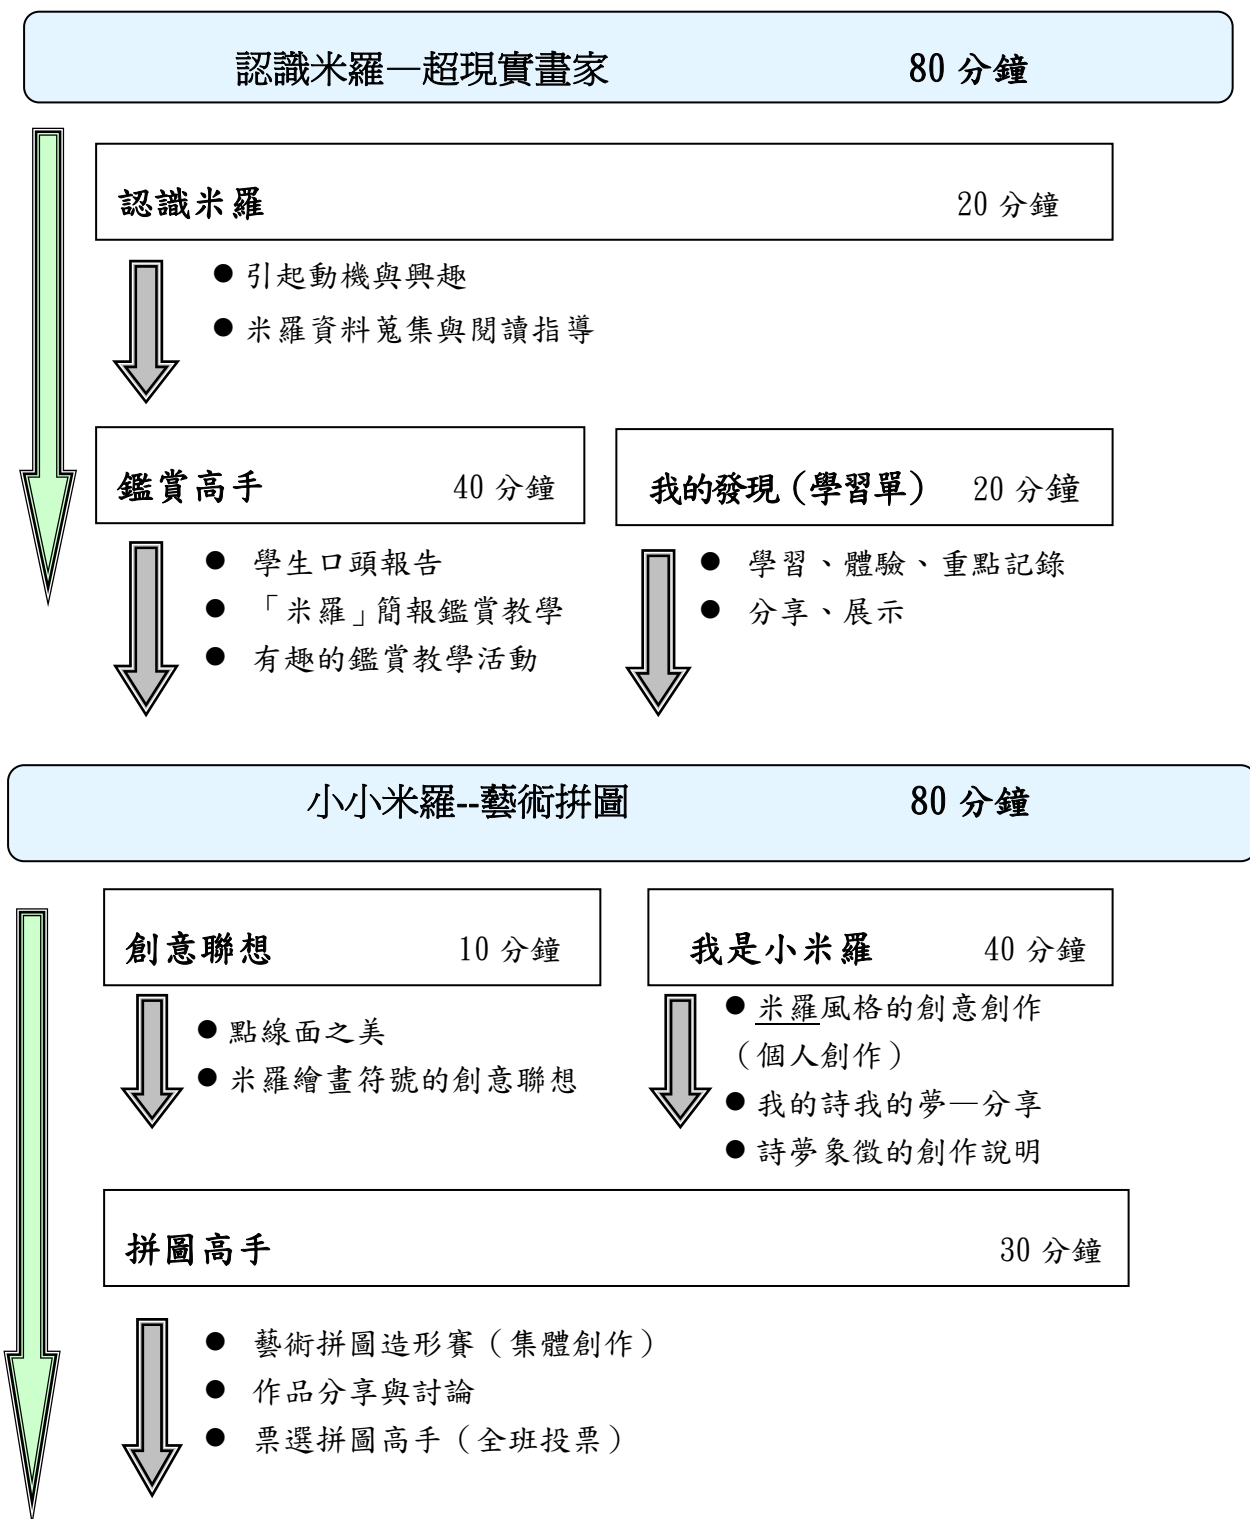 認識米羅—超現實畫家 80 分鐘
認識米羅 20 分鐘
● 引起動機與興趣
● 米羅資料蒐集與閱讀指導
鑑賞高手 40 分鐘
我的發現（學習單） 20 分鐘
● 學生口頭報告
● 「米羅」簡報鑑賞教學
● 有趣的鑑賞教學活動
● 學習、體驗、重點記錄
● 分享、展示
小小米羅--藝術拼圖 80 分鐘
創意聯想 10 分鐘
我是小米羅 40 分鐘
● 點線面之美
● 米羅繪畫符號的創意聯想
● 米羅風格的創意創作
（個人創作）
● 我的詩我的夢—分享
● 詩夢象徵的創作說明
拼圖高手 30 分鐘
● 藝術拼圖造形賽（集體創作）
● 作品分享與討論
● 票選拼圖高手（全班投票）